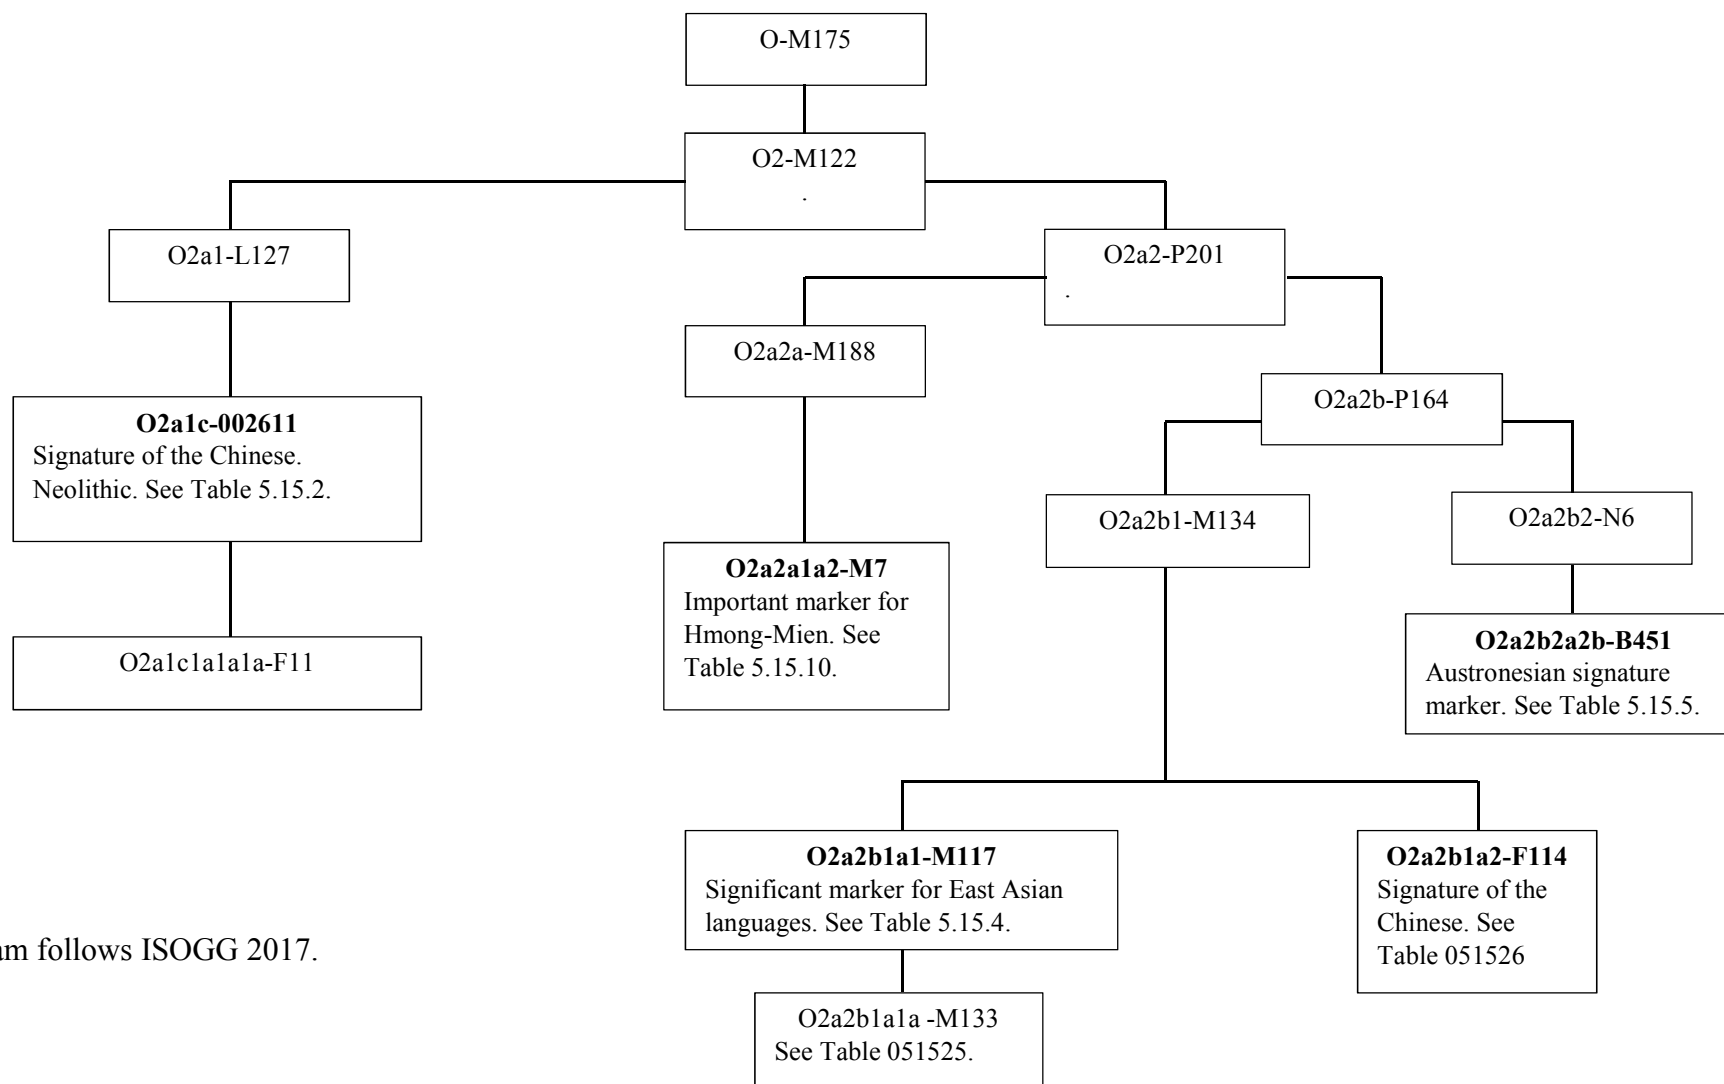 O-M175
O2-M122
.
O2a1-L127
O2a2-P201
.
O2a2a-M188
O2a2b-P164
O2a1c-002611
Signature of the Chinese.
Neolithic. See Table 5.15.2.
O2a2b1-M134
O2a2b2-N6
O2a2a1a2-M7
Important marker for
Hmong-Mien. See
Table 5.15.10.
O2a1c1a1a1a-F11
O2a2b2a2b-B451
Austronesian signature
marker. See Table 5.15.5.
O2a2b1a1-M117
Significant marker for East Asian
languages. See Table 5.15.4.
O2a2b1a2-F114
Signature of the
Chinese. See
Table 051526
am follows ISOGG 2017.
O2a2b1a1a -M133
See Table 051525.